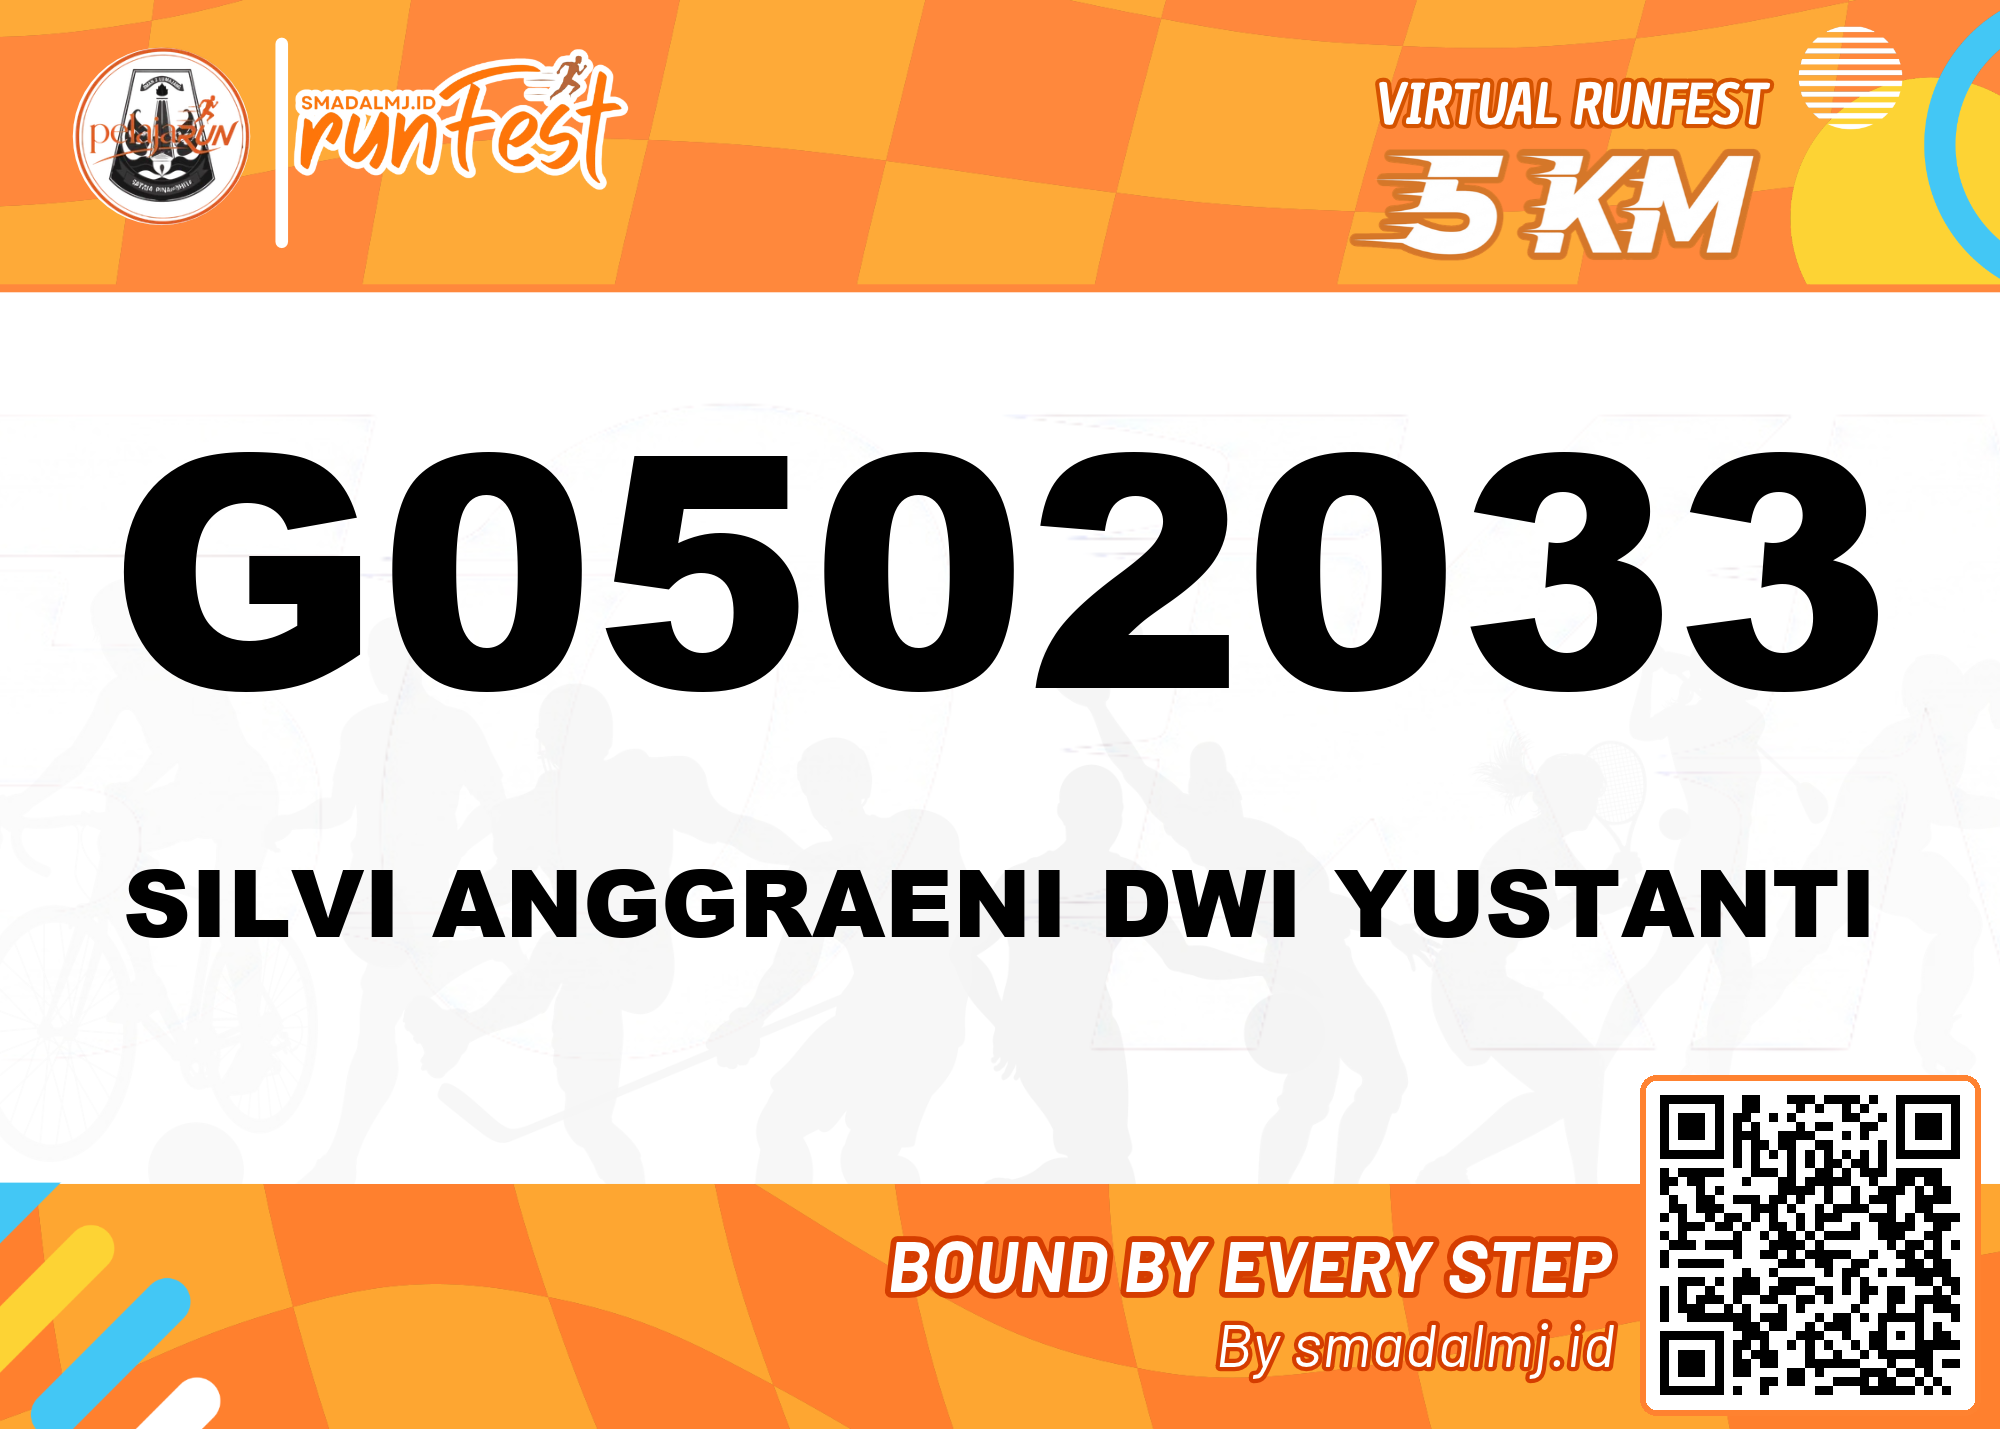 pelajaRUN
SMADALMJ.ID
runFest
VIRTUAL RUNFEST
5 KM
G0502033
SILVI ANGGRAENI DWI YUSTANTI
BOUND BY EVERY STEP
By smadalmj.id